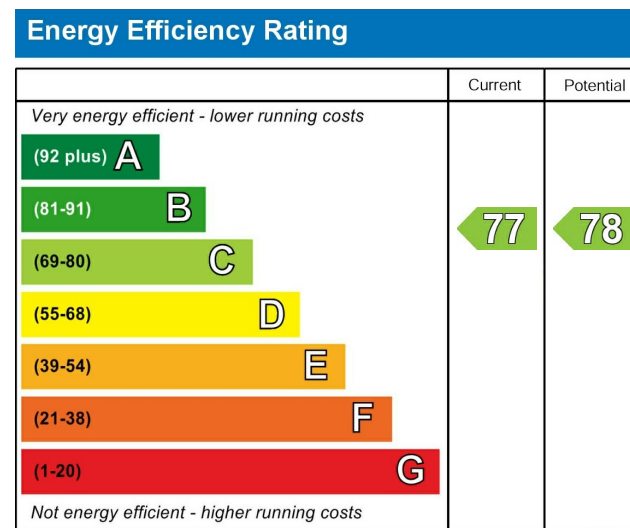 Energy Efficiency Rating
Current Potential
Very energy efficient - lower running costs
(92 plus) A
(81-91) B
77 78
(69-80) C
(55-68) D
(39-54) E
(21-38) F
(1-20) G
Not energy efficient - higher running costs